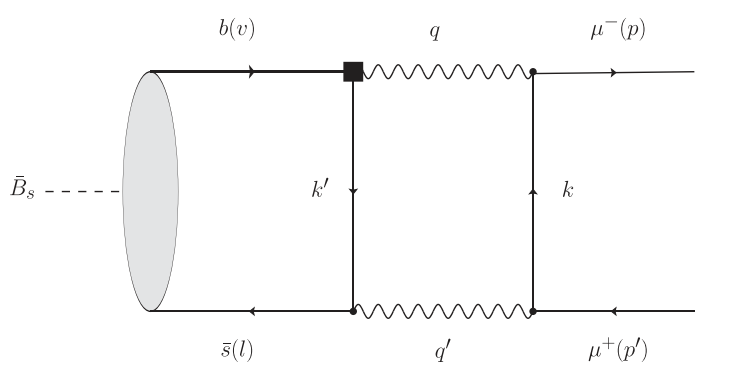 b(v) q μ⁻(p)
B̄ₛ k′ k
s̄(l) q′ μ⁺(p′)